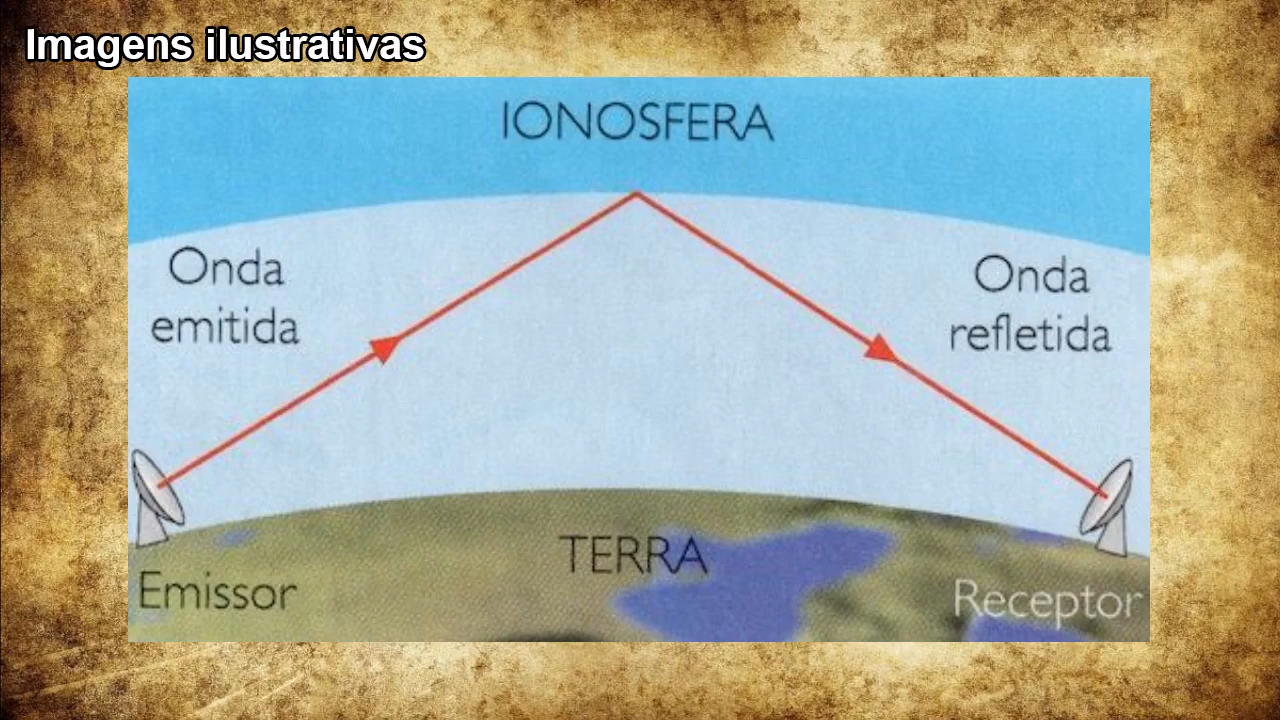 Imagens ilustrativas
IONOSFERA
Onda
emitida
Onda
refletida
TERRA
Emissor
Receptor